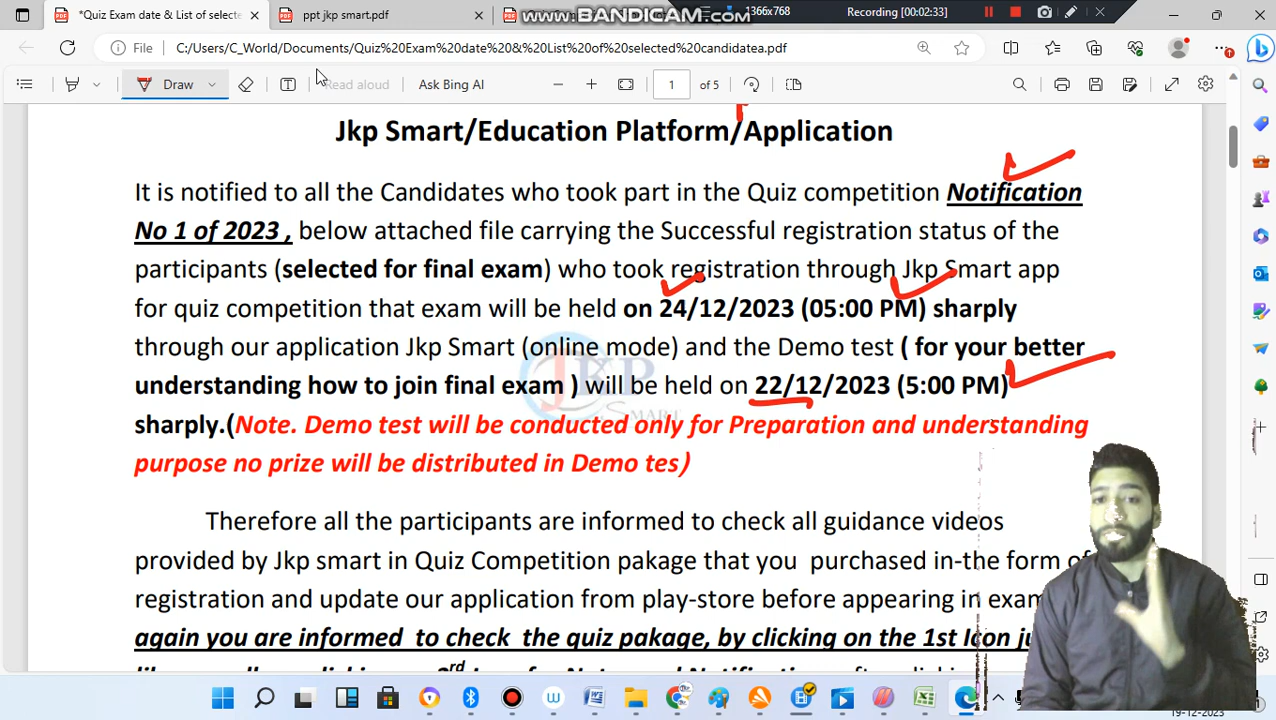 *Quiz Exam date & List of selecte
ppt jkp smart.pdf
www.BANDICAM.com
1366x768
Recording [00:02:33]
File
C:/Users/C_World/Documents/Quiz%20Exam%20date%20&%20List%20of%20selected%20candidatea.pdf
Draw
Read aloud
Ask Bing AI
1
of 5
Jkp Smart/Education Platform/Application
It is notified to all the Candidates who took part in the Quiz competition Notification
No 1 of 2023 , below attached file carrying the Successful registration status of the
participants (selected for final exam) who took registration through Jkp Smart app
for quiz competition that exam will be held on 24/12/2023 (05:00 PM) sharply
through our application Jkp Smart (online mode) and the Demo test ( for your better
understanding how to join final exam ) will be held on 22/12/2023 (5:00 PM)
sharply.(Note. Demo test will be conducted only for Preparation and understanding
purpose no prize will be distributed in Demo tes)
Therefore all the participants are informed to check all guidance videos
provided by Jkp smart in Quiz Competition pakage that you purchased in-the form of
registration and update our application from play-store before appearing in exam
again you are informed to check the quiz pakage, by clicking on the 1st Icon
JKP
Smart
19-12-2023